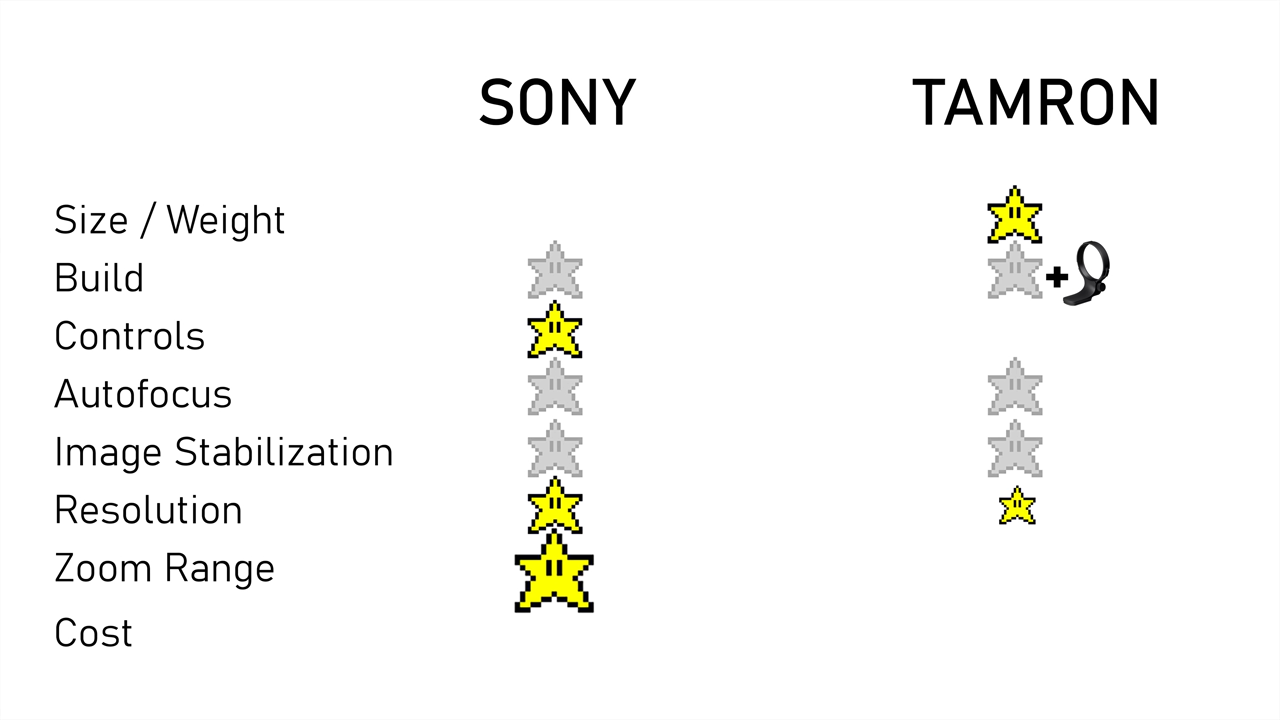 SONY TAMRON
Size / Weight
Build +
Controls
Autofocus
Image Stabilization
Resolution
Zoom Range
Cost